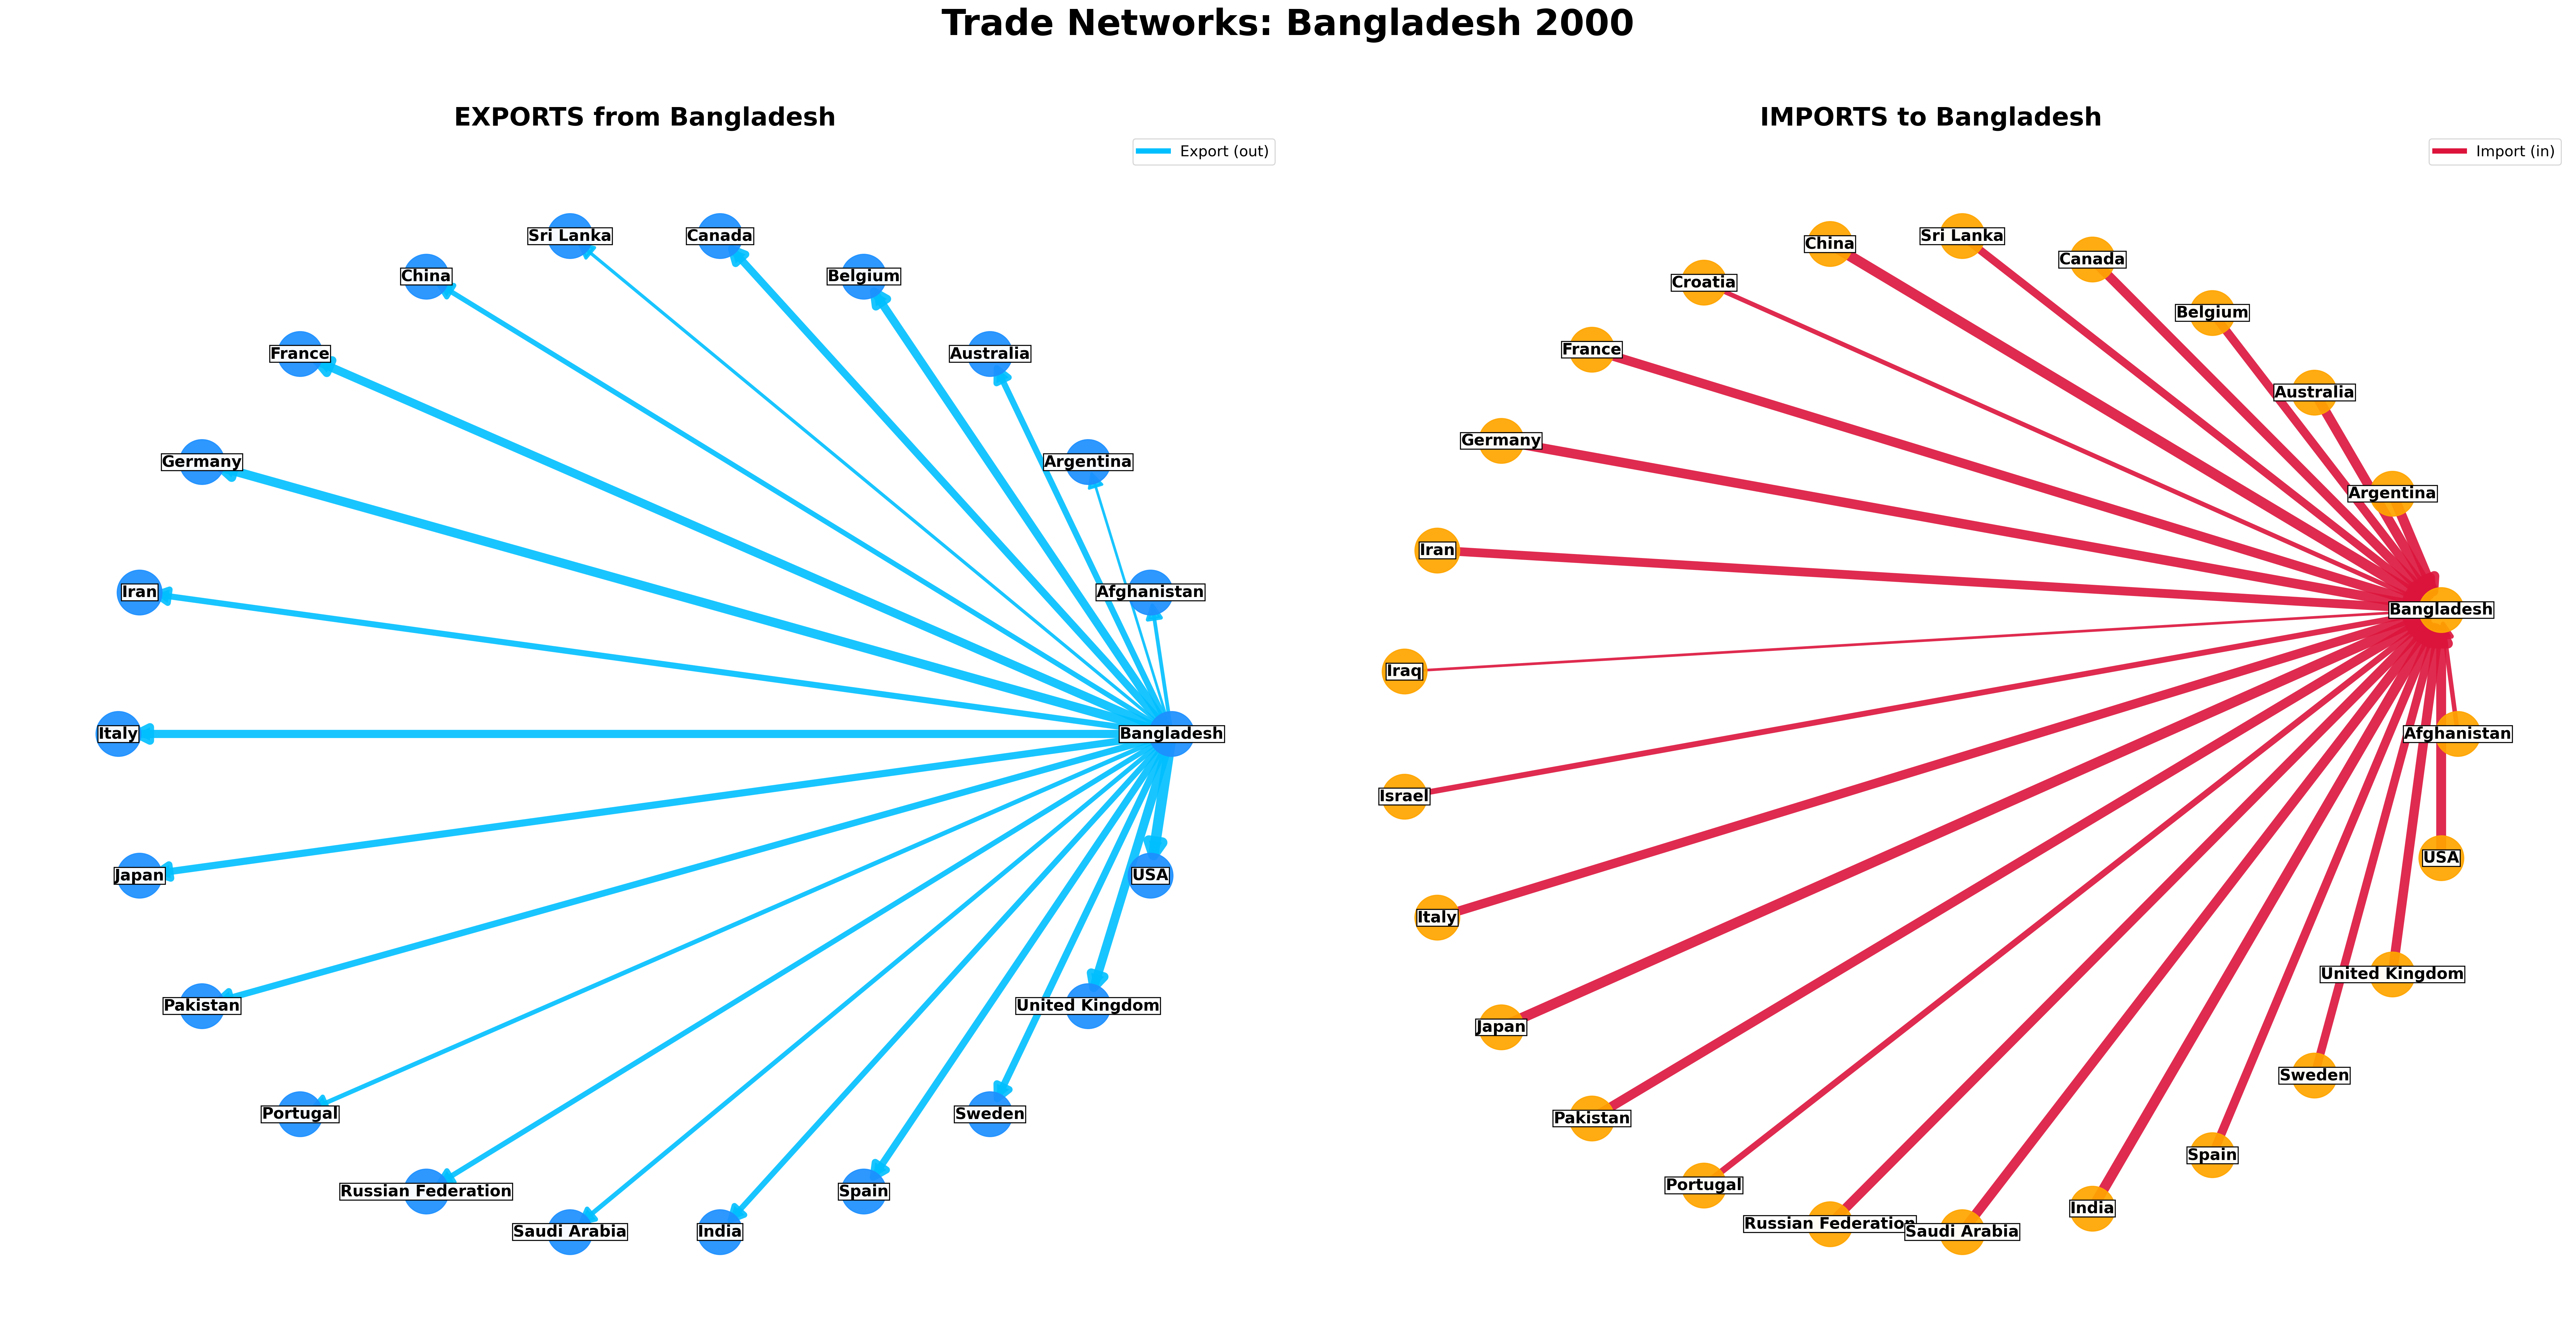 Trade Networks: Bangladesh 2000
EXPORTS from Bangladesh
Export (out)
Sri Lanka
Canada
China
Belgium
France
Australia
Germany
Argentina
Iran
Afghanistan
Italy
Bangladesh
Japan
USA
Pakistan
United Kingdom
Portugal
Sweden
Russian Federation
Spain
Saudi Arabia
India
IMPORTS to Bangladesh
Import (in)
China
Sri Lanka
Canada
Croatia
Belgium
France
Australia
Germany
Argentina
Iran
Bangladesh
Iraq
Afghanistan
Israel
USA
Italy
United Kingdom
Japan
Sweden
Pakistan
Spain
Portugal
India
Russian Federation
Saudi Arabia